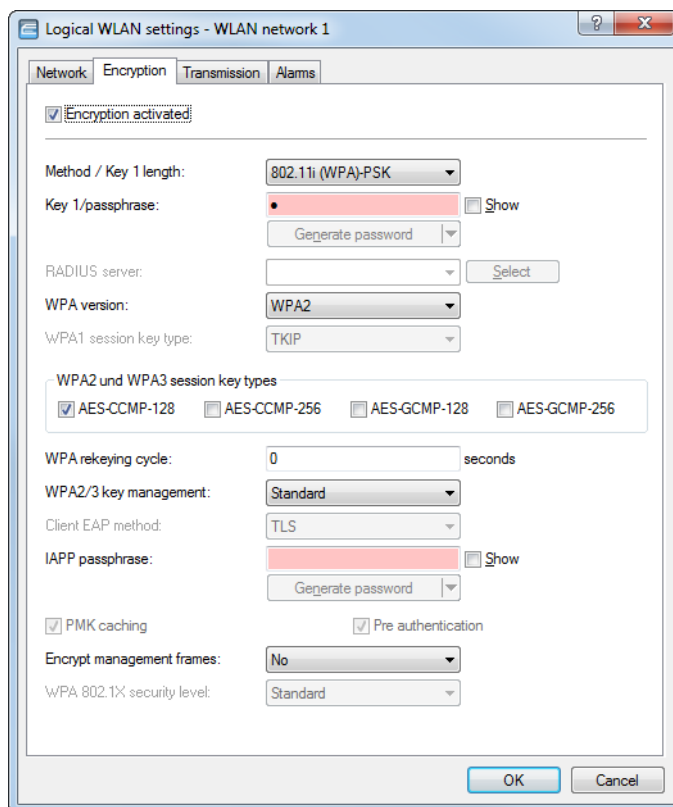 Logical WLAN settings - WLAN network 1
Network Encryption Transmission Alarms
Encryption activated
Method / Key 1 length: 802.11i (WPA)-PSK
Key 1/passphrase: ● Show
Generate password
RADIUS server: Select
WPA version: WPA2
WPA1 session key type: TKIP
WPA2 und WPA3 session key types
AES-CCMP-128 AES-CCMP-256 AES-GCMP-128 AES-GCMP-256
WPA rekeying cycle: 0 seconds
WPA2/3 key management: Standard
Client EAP method: TLS
IAPP passphrase: Show
Generate password
PMK caching Pre authentication
Encrypt management frames: No
WPA 802.1X security level: Standard
OK Cancel